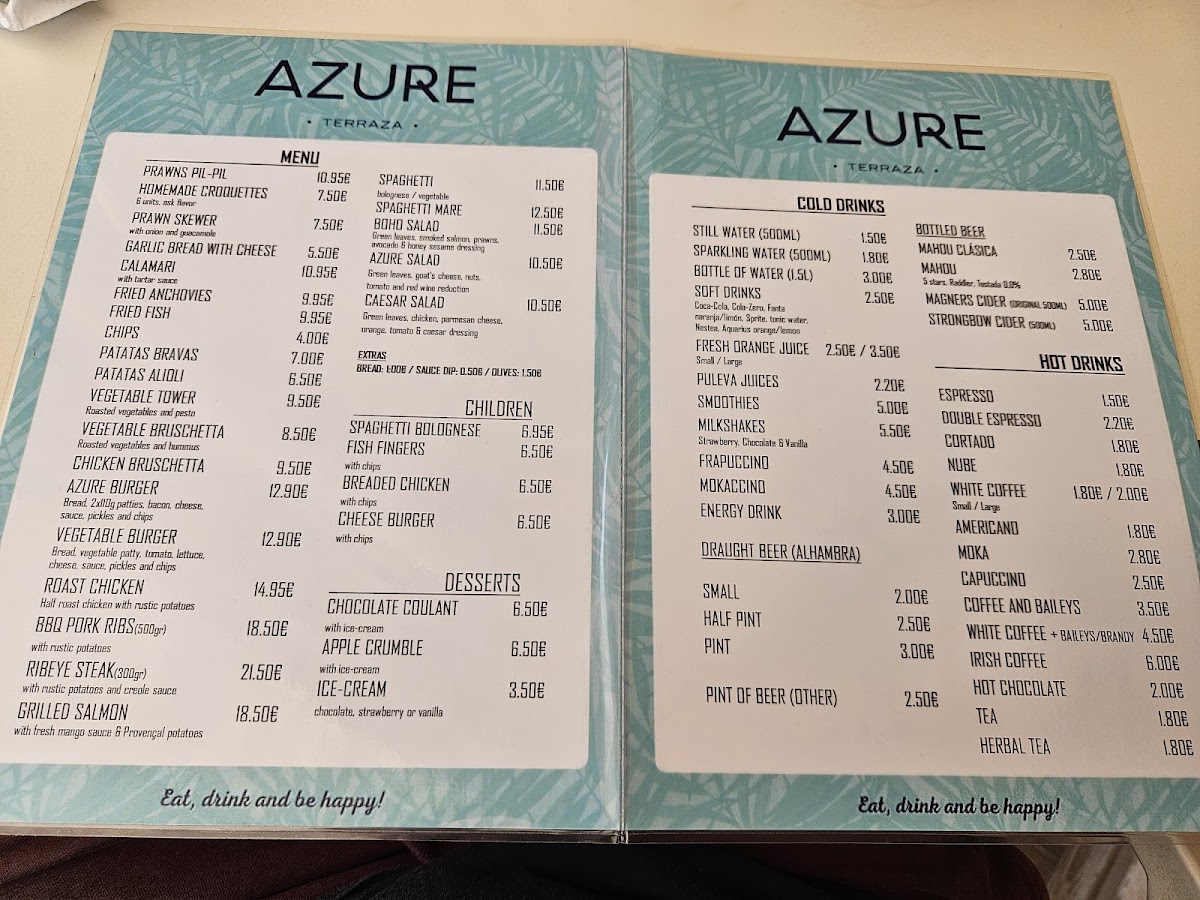 AZURE
• TERRAZA •
MENU
PRAWNS PIL-PIL 10.95€
HOMEMADE CROQUETTES 7.50€
6 units, ask flavor
PRAWN SKEWER 7.50€
with onion and guacamole
GARLIC BREAD WITH CHEESE 5.50€
CALAMARI 10.95€
with tartar sauce
FRIED ANCHOVIES 9.95€
FRIED FISH 9.95€
CHIPS 4.00€
PATATAS BRAVAS 7.00€
PATATAS ALIOLI 6.50€
VEGETABLE TOWER 9.50€
Roasted vegetables and pesto
VEGETABLE BRUSCHETTA 8.50€
Roasted vegetables and hummus
CHICKEN BRUSCHETTA 9.50€
AZURE BURGER 12.90€
Bread, 2x110g patties, bacon, cheese,
sauce, pickles and chips
VEGETABLE BURGER 12.90€
Bread, vegetable patty, tomato, lettuce,
cheese, sauce, pickles and chips
ROAST CHICKEN 14.95€
Half roast chicken with rustic potatoes
BBQ PORK RIBS(500gr) 18.50€
with rustic potatoes
RIBEYE STEAK(300gr) 21.50€
with rustic potatoes and creole sauce
GRILLED SALMON 18.50€
with fresh mango sauce & Provençal potatoes
SPAGHETTI 11.50€
bolognese / vegetable
SPAGHETTI MARE 12.50€
BOHO SALAD 11.50€
Green leaves, smoked salmon, prawns,
avocado & honey sesame dressing
AZURE SALAD 10.50€
Green leaves, goat's cheese, nuts,
tomato and red wine reduction
CAESAR SALAD 10.50€
Green leaves, chicken, parmesan cheese,
orange, tomato & caesar dressing
EXTRAS
BREAD: 1.00€ / SAUCE DIP: 0.50€ / OLIVES: 1.50€
CHILDREN
SPAGHETTI BOLOGNESE 6.95€
FISH FINGERS 6.50€
with chips
BREADED CHICKEN 6.50€
with chips
CHEESE BURGER 6.50€
with chips
DESSERTS
CHOCOLATE COULANT 6.50€
with ice-cream
APPLE CRUMBLE 6.50€
with ice-cream
ICE-CREAM 3.50€
chocolate, strawberry or vanilla
Eat, drink and be happy!
AZURE
• TERRAZA •
COLD DRINKS
STILL WATER (500ML) 1.50€
SPARKLING WATER (500ML) 1.80€
BOTTLE OF WATER (1.5L) 3.00€
SOFT DRINKS 2.50€
Coca-Cola, Cola-Zero, Fanta
naranja/limón, Sprite, tonic water,
Nestea, Aquarius orange/lemon
FRESH ORANGE JUICE 2.50€ / 3.50€
Small / Large
PULEVA JUICES 2.20€
SMOOTHIES 5.00€
MILKSHAKES 5.50€
Strawberry, Chocolate & Vanilla
FRAPUCCINO 4.50€
MOKACCINO 4.50€
ENERGY DRINK 3.00€
DRAUGHT BEER (ALHAMBRA)
SMALL 2.00€
HALF PINT 2.50€
PINT 3.00€
PINT OF BEER (OTHER) 2.50€
BOTTLED BEER
MAHOU CLÁSICA 2.50€
MAHOU 2.80€
5 stars, Raddler, Tostada 0.0%
MAGNERS CIDER (ORIGINAL 500ML) 5.00€
STRONGBOW CIDER (500ML) 5.00€
HOT DRINKS
ESPRESSO 1.50€
DOUBLE ESPRESSO 2.20€
CORTADO 1.80€
NUBE 1.80€
WHITE COFFEE 1.80€ / 2.00€
Small / Large
AMERICANO 1.80€
MOKA 2.80€
CAPUCCINO 2.50€
COFFEE AND BAILEYS 3.50€
WHITE COFFEE + BAILEYS/BRANDY 4.50€
IRISH COFFEE 6.00€
HOT CHOCOLATE 2.00€
TEA 1.80€
HERBAL TEA 1.80€
Eat, drink and be happy!